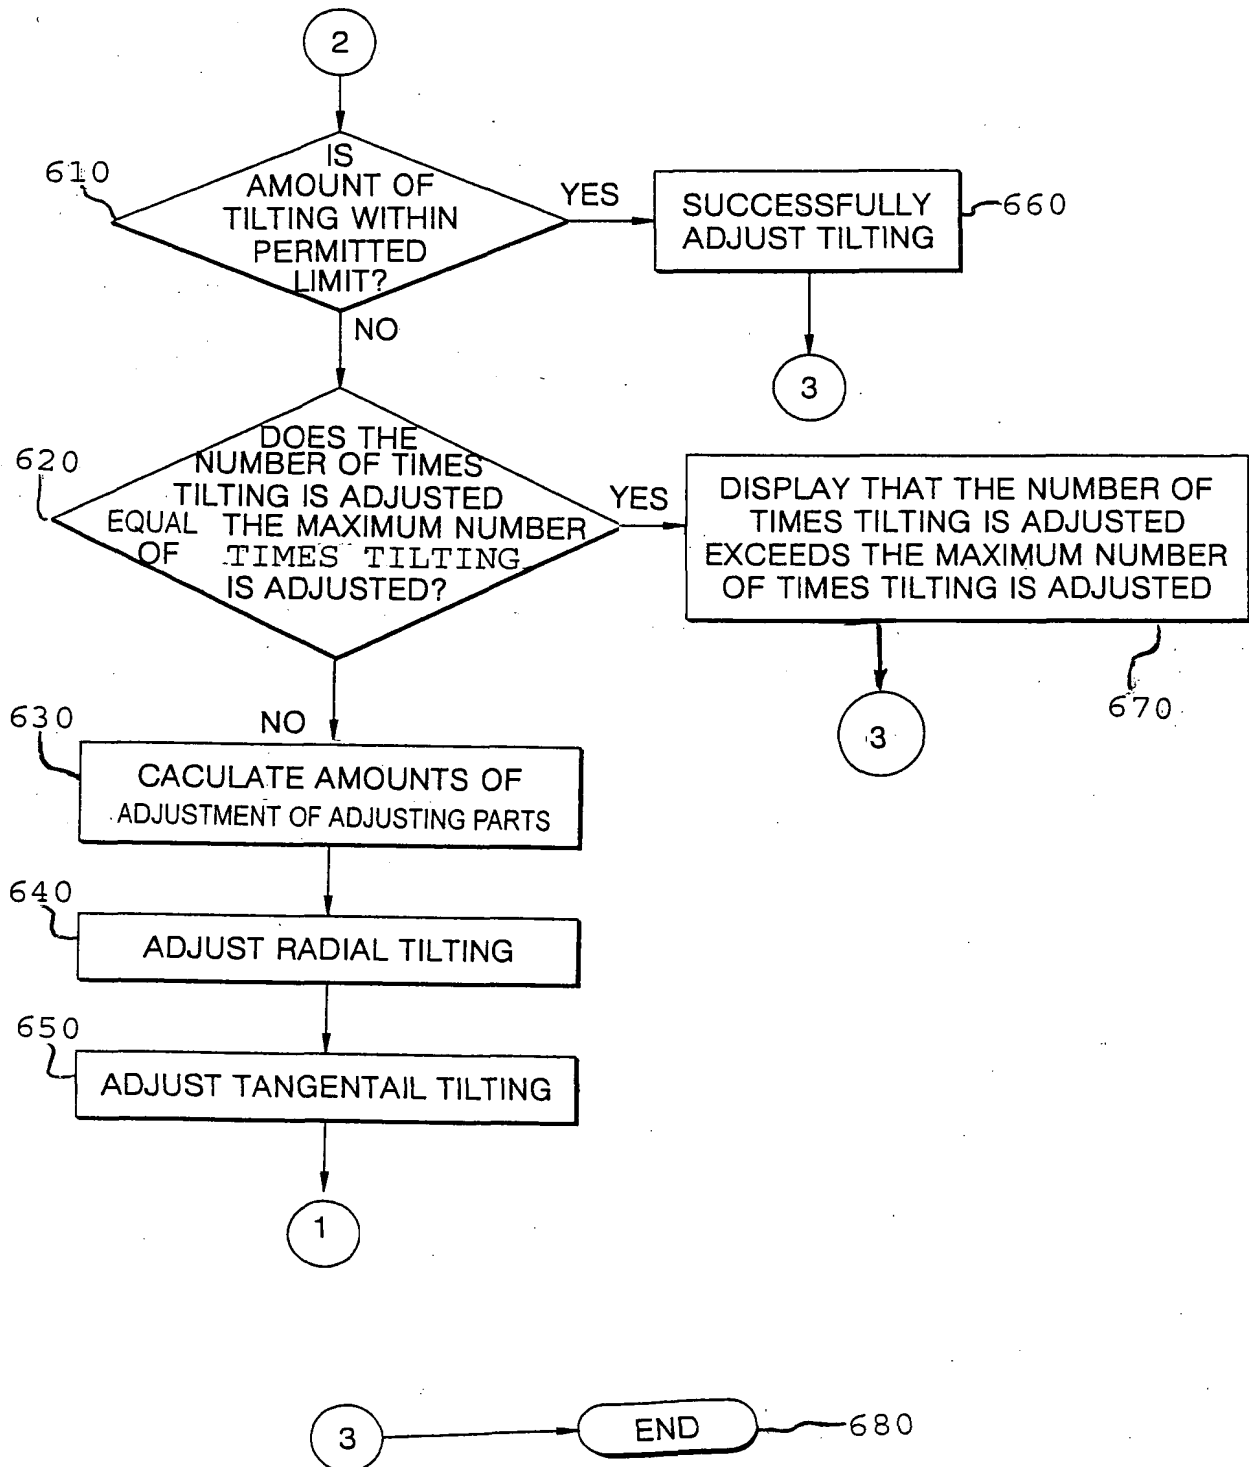 2
610
IS
AMOUNT OF
TILTING WITHIN
PERMITTED
LIMIT?
YES
SUCCESSFULLY
ADJUST TILTING
660
NO
3
620
DOES THE
NUMBER OF TIMES
TILTING IS ADJUSTED
EQUAL THE MAXIMUM NUMBER
OF TIMES TILTING
IS ADJUSTED?
YES
DISPLAY THAT THE NUMBER OF
TIMES TILTING IS ADJUSTED
EXCEEDS THE MAXIMUM NUMBER
OF TIMES TILTING IS ADJUSTED
670
3
NO
630
CACULATE AMOUNTS OF
ADJUSTMENT OF ADJUSTING PARTS
640
ADJUST RADIAL TILTING
650
ADJUST TANGENTAIL TILTING
1
3
END
680